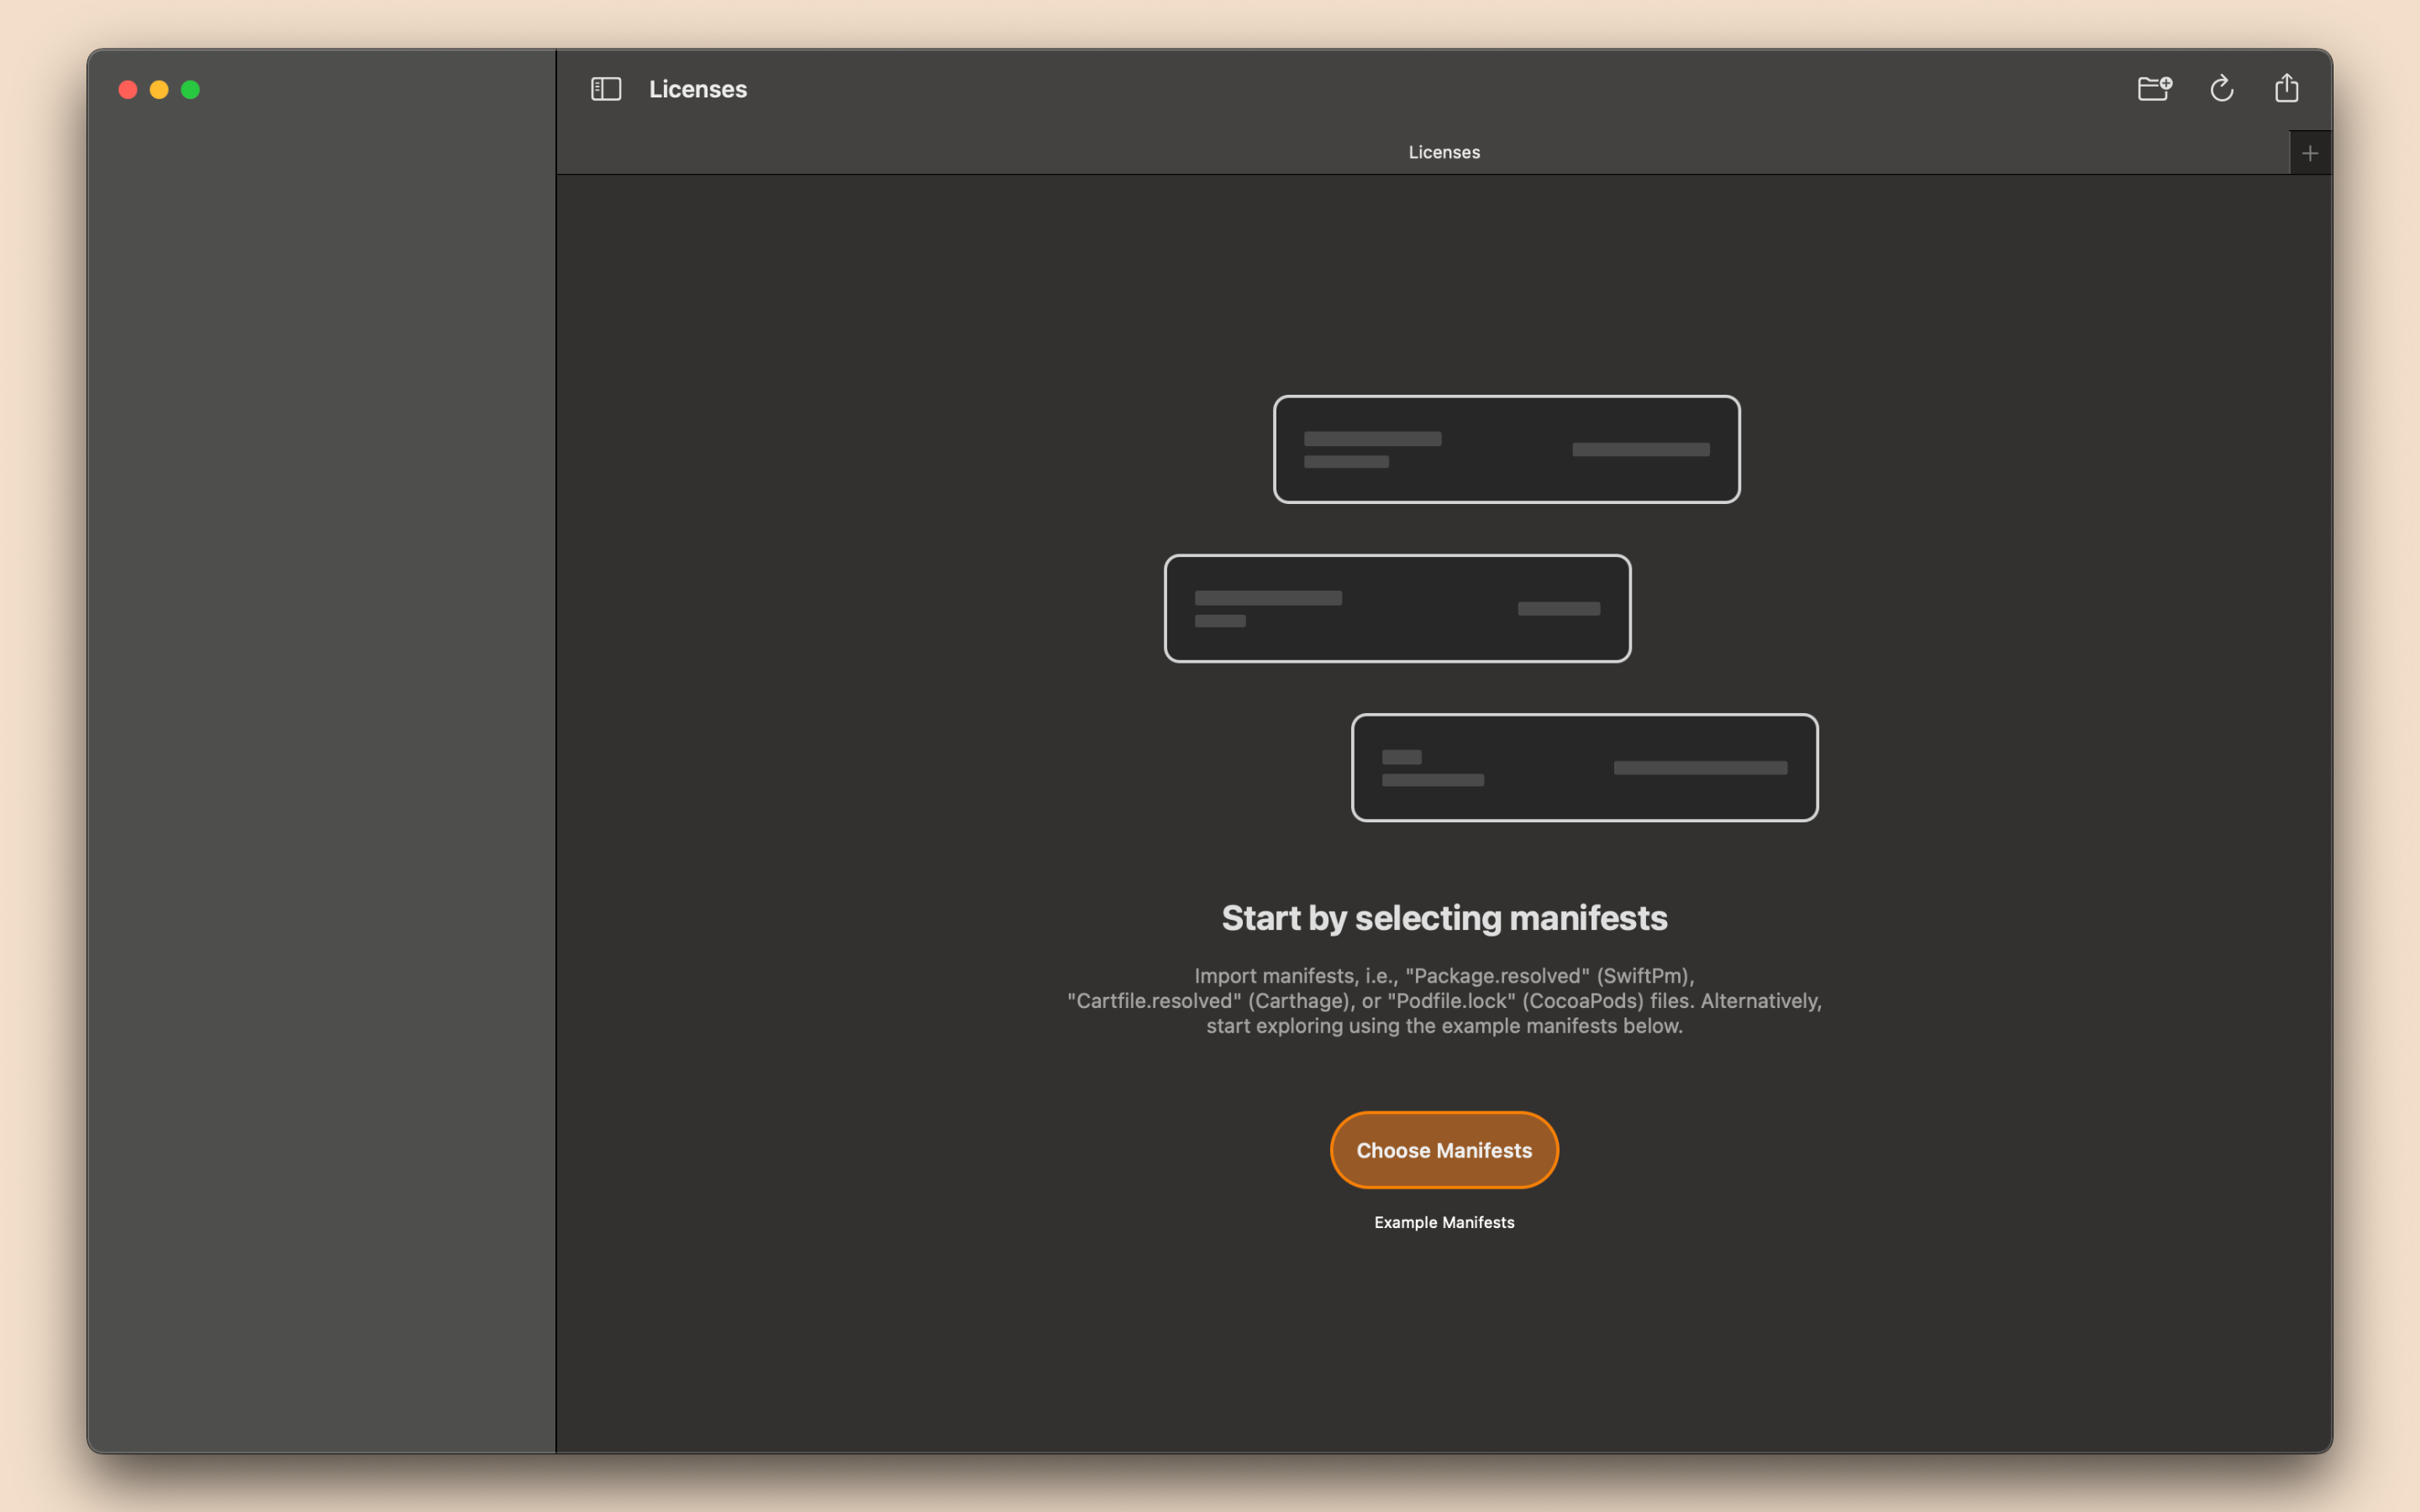 Licenses
Licenses
Start by selecting manifests
Import manifests, i.e., "Package.resolved" (SwiftPm),
"Cartfile.resolved" (Carthage), or "Podfile.lock" (CocoaPods) files. Alternatively,
start exploring using the example manifests below.
Choose Manifests
Example Manifests